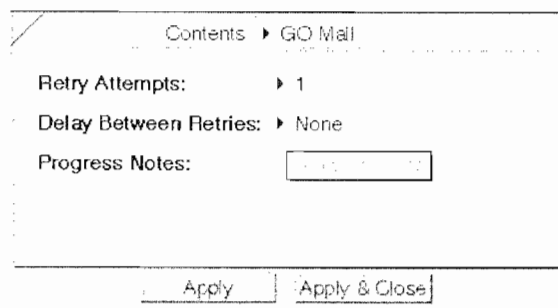 Contents ▸ GO Mail
Retry Attempts: ▸ 1
Delay Between Retries: ▸ None
Progress Notes:
Apply Apply & Close